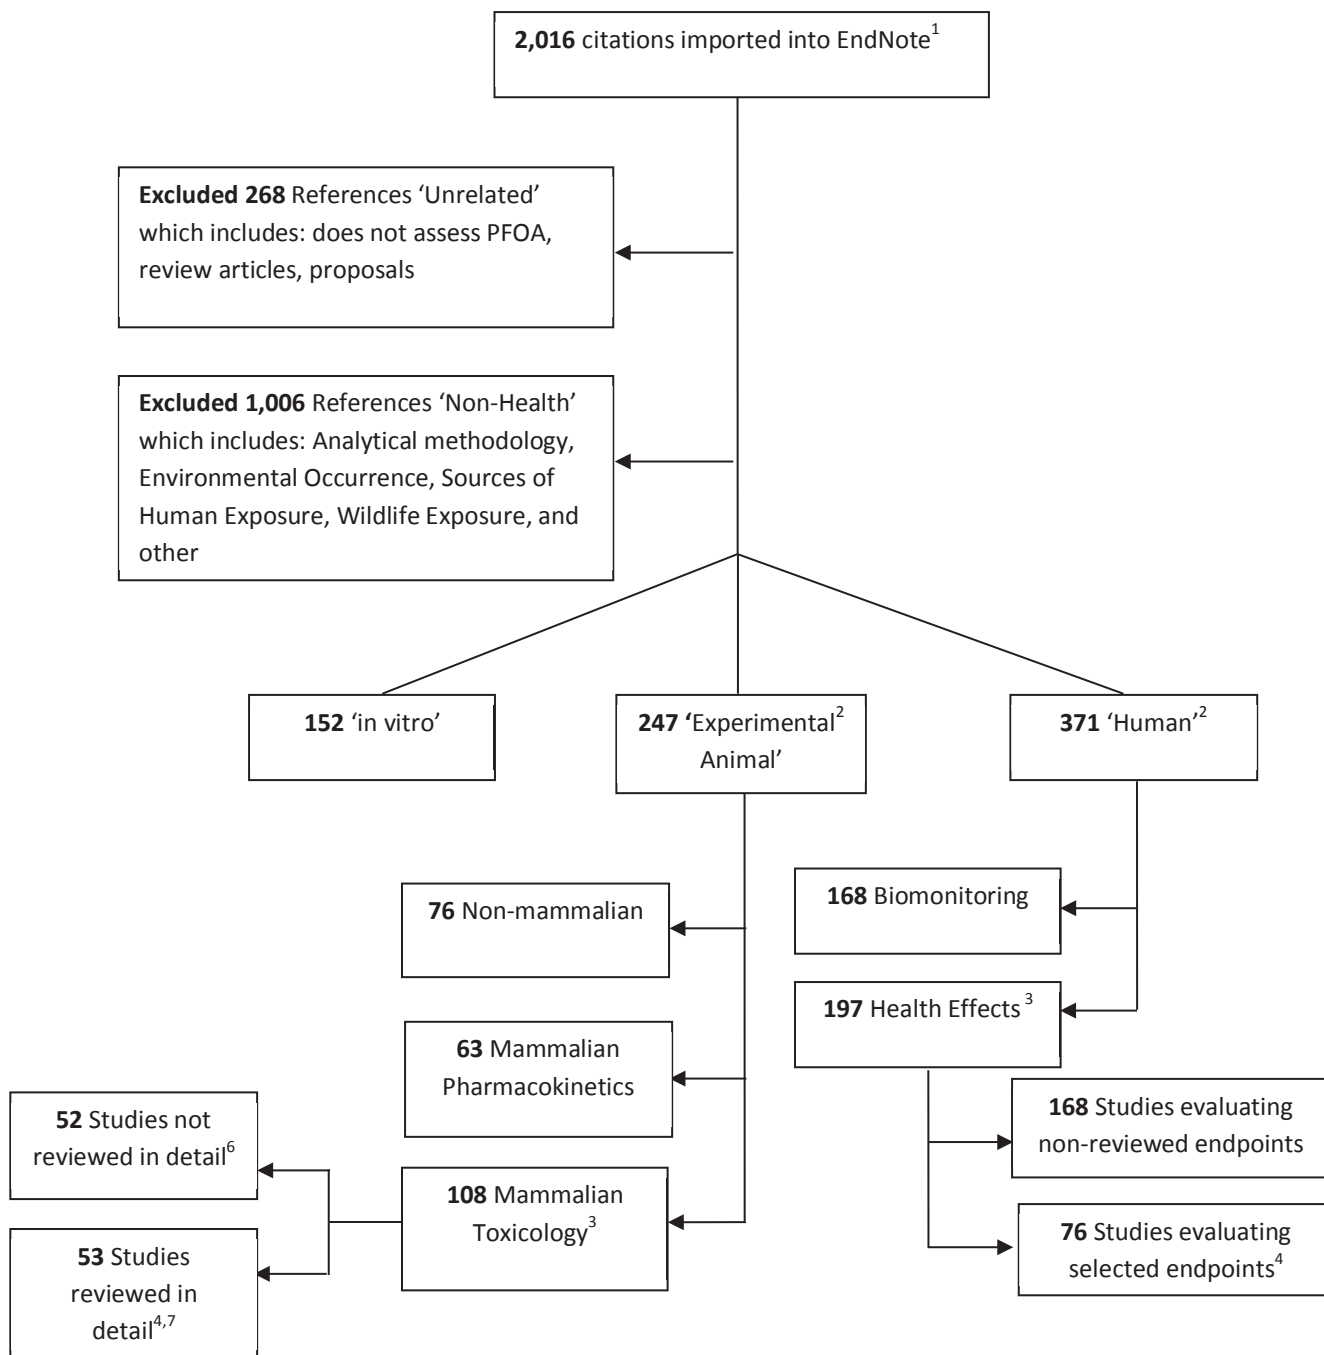 2,016 citations imported into EndNote1
Excluded 268 References ‘Unrelated’
which includes: does not assess PFOA,
review articles, proposals
Excluded 1,006 References ‘Non-Health’
which includes: Analytical methodology,
Environmental Occurrence, Sources of
Human Exposure, Wildlife Exposure, and
other
152 ‘in vitro’
247 ‘Experimental2
Animal’
371 ‘Human’2
76 Non-mammalian
168 Biomonitoring
63 Mammalian
Pharmacokinetics
197 Health Effects 3
52 Studies not
reviewed in detail6
108 Mammalian
Toxicology3
168 Studies evaluating
non-reviewed endpoints
53 Studies
reviewed in
detail4,7
76 Studies evaluating
selected endpoints4